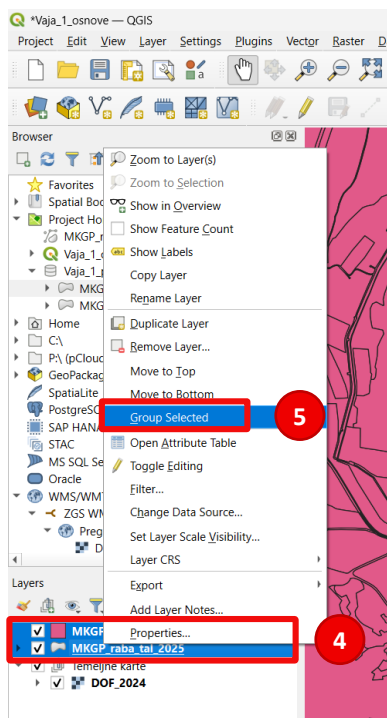 *Vaja_1_osnove — QGIS
Project Edit View Layer Settings Plugins Vector Raster D
Browser
Favorites
Spatial Boo
Project Ho
MKGP_r
Vaja_1_o
Vaja_1_p
MKG
MKG
Home
C:\
P:\ (pCloud
GeoPackag
SpatiaLite
PostgreSQ
SAP HANA
STAC
MS SQL Se
Oracle
WMS/WM
ZGS WM
Preg
D
Zoom to Layer(s)
Zoom to Selection
Show in Overview
Show Feature Count
abc Show Labels
Copy Layer
Rename Layer
Duplicate Layer
Remove Layer...
Move to Top
Move to Bottom
Group Selected
5
Open Attribute Table
Toggle Editing
Filter...
Change Data Source...
Set Layer Scale Visibility...
Layer CRS
Export
Add Layer Notes...
Properties...
4
Layers
MKGP
MKGP_raba_tal_2025
Temeljne karte
DOF_2024